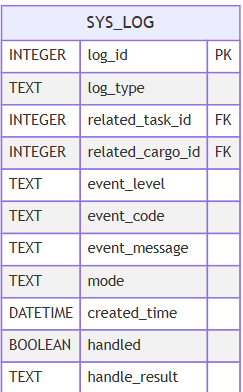 SYS_LOG
INTEGER log_id PK
TEXT log_type
INTEGER related_task_id FK
INTEGER related_cargo_id FK
TEXT event_level
TEXT event_code
TEXT event_message
TEXT mode
DATETIME created_time
BOOLEAN handled
TEXT handle_result